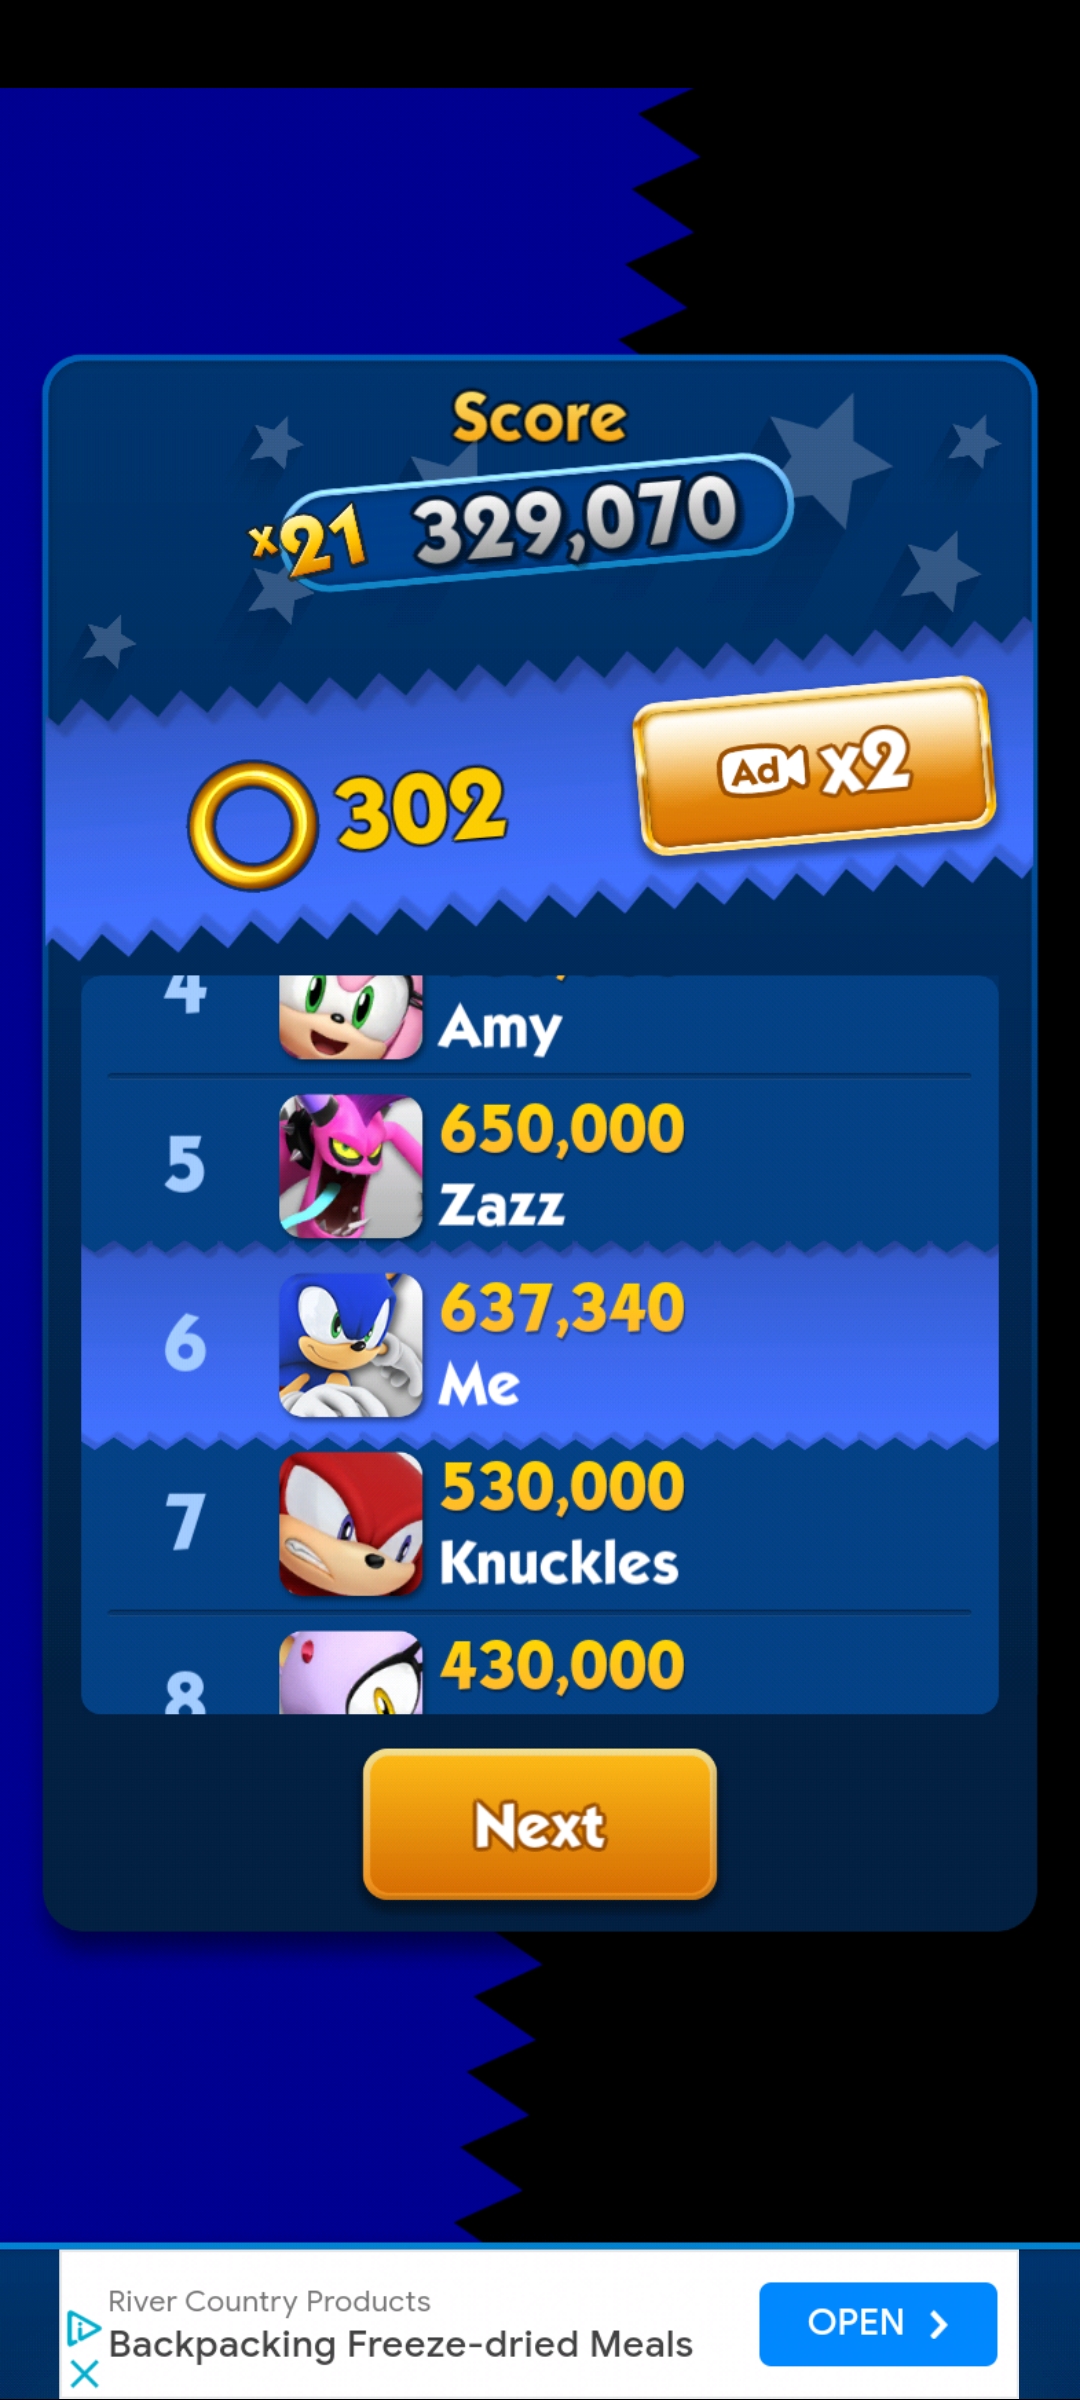 Score
x21 329,070
302
Ad x2
4
Amy
5
650,000
Zazz
6
637,340
Me
7
530,000
Knuckles
8
430,000
Next
River Country Products
Backpacking Freeze-dried Meals
OPEN